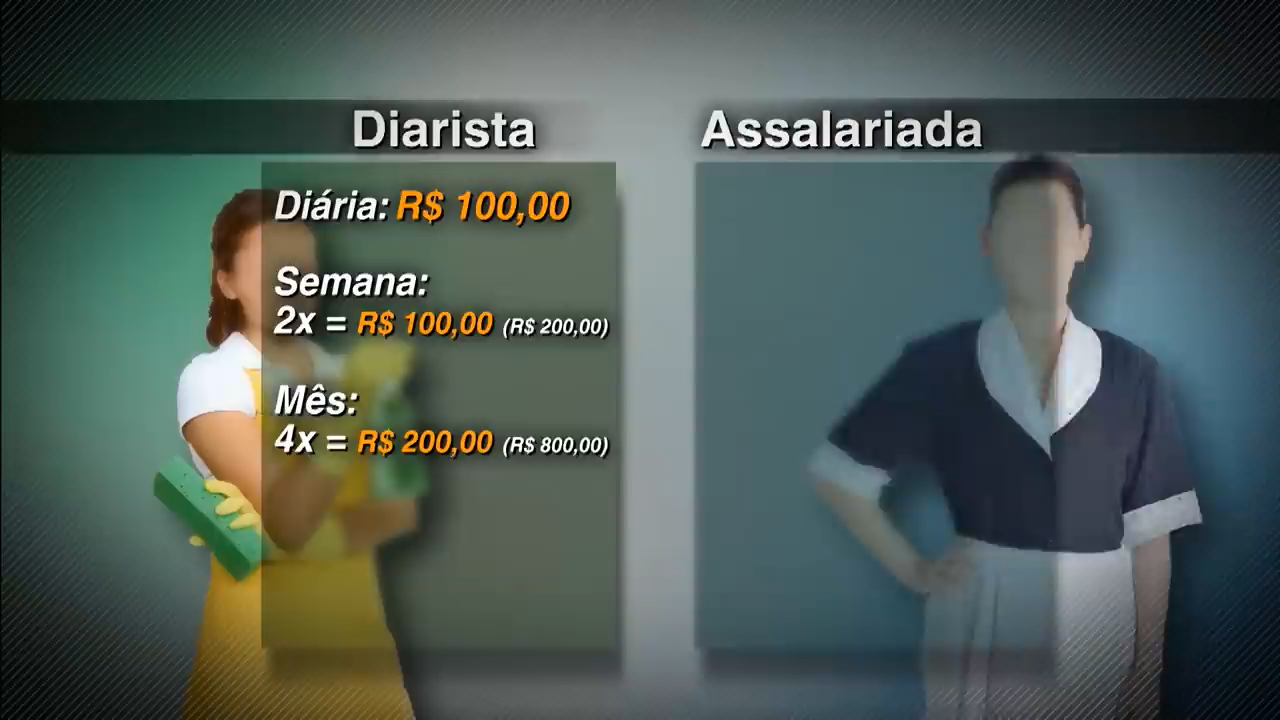 Diarista
Diária: R$ 100,00
Semana:
2x = R$ 100,00 (R$ 200,00)
Mês:
4x = R$ 200,00 (R$ 800,00)
Assalariada